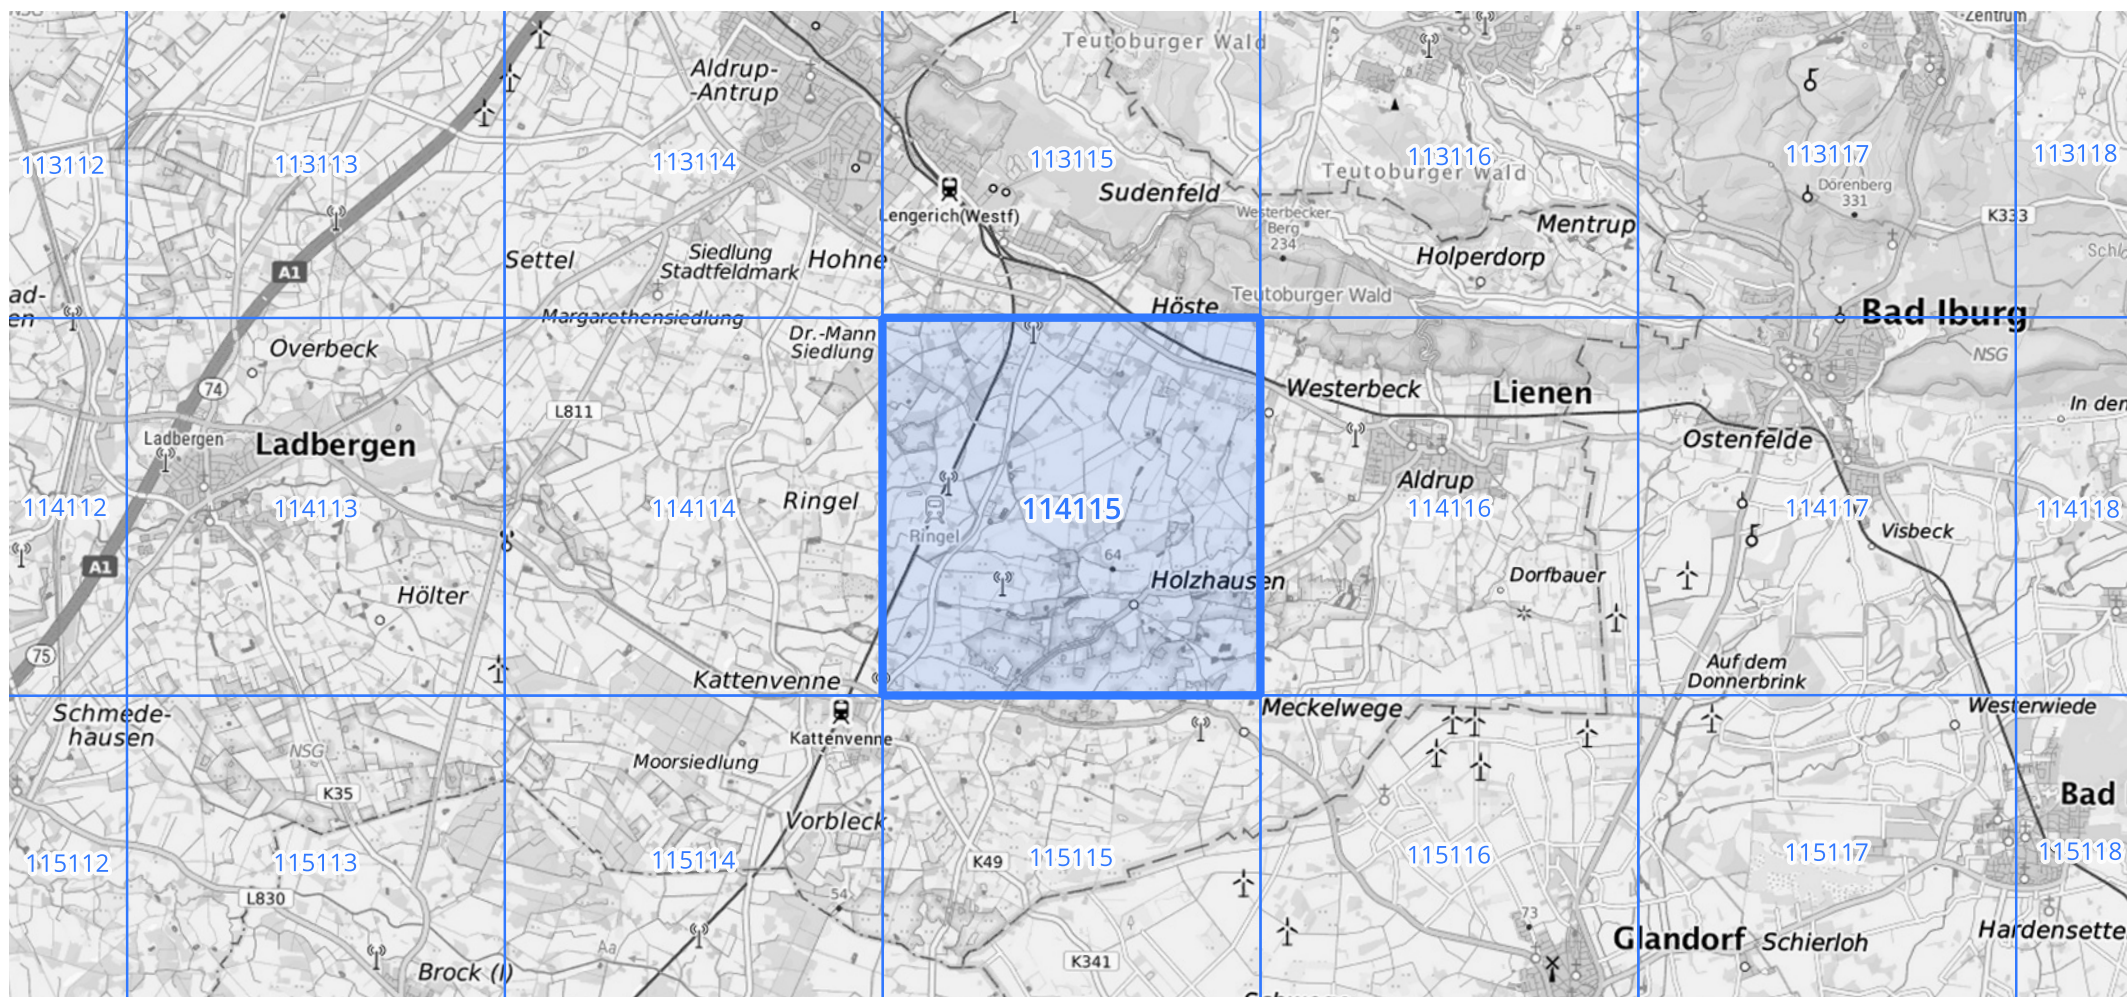 NSG
Zentrum
Teutoburger Wald
Aldrup-
-Antrup
113112
113113
113114
113115
113116
113117
113118
Teutoburger Wald
Dörenberg
331
Sudenfeld
Lengerich(Westf)
Westerbecker
Berg
234
Mentrup
K333
Settel
Siedlung
Stadtfeldmark
Hohne
Holperdorp
A1
ad-
en
Teutoburger Wald
Höste
Bad Iburg
Margarethensiedlung
Dr.-Mann
Siedlung
Overbeck
NSG
74
L811
Westerbeck
Lienen
In der
Ladbergen
Ladbergen
Ostenfelde
Aldrup
Ringel
114112
114113
114114
114115
114116
114117
114118
Ringel
Visbeck
64
A1
Holzhausen
Dorfbauer
Hölter
75
Kattenvenne
Auf dem
Donnerbrink
Schmede-
hausen
Meckelwege
Westerwiede
Kattenvenne
NSG
Moorsiedlung
K35
Bad
Vorbleck
115112
115113
115114
115115
115116
115117
115118
K49
L830
54
73
Aa
Glandorf
Schierloh
Hardensette
Brock (I)
K341